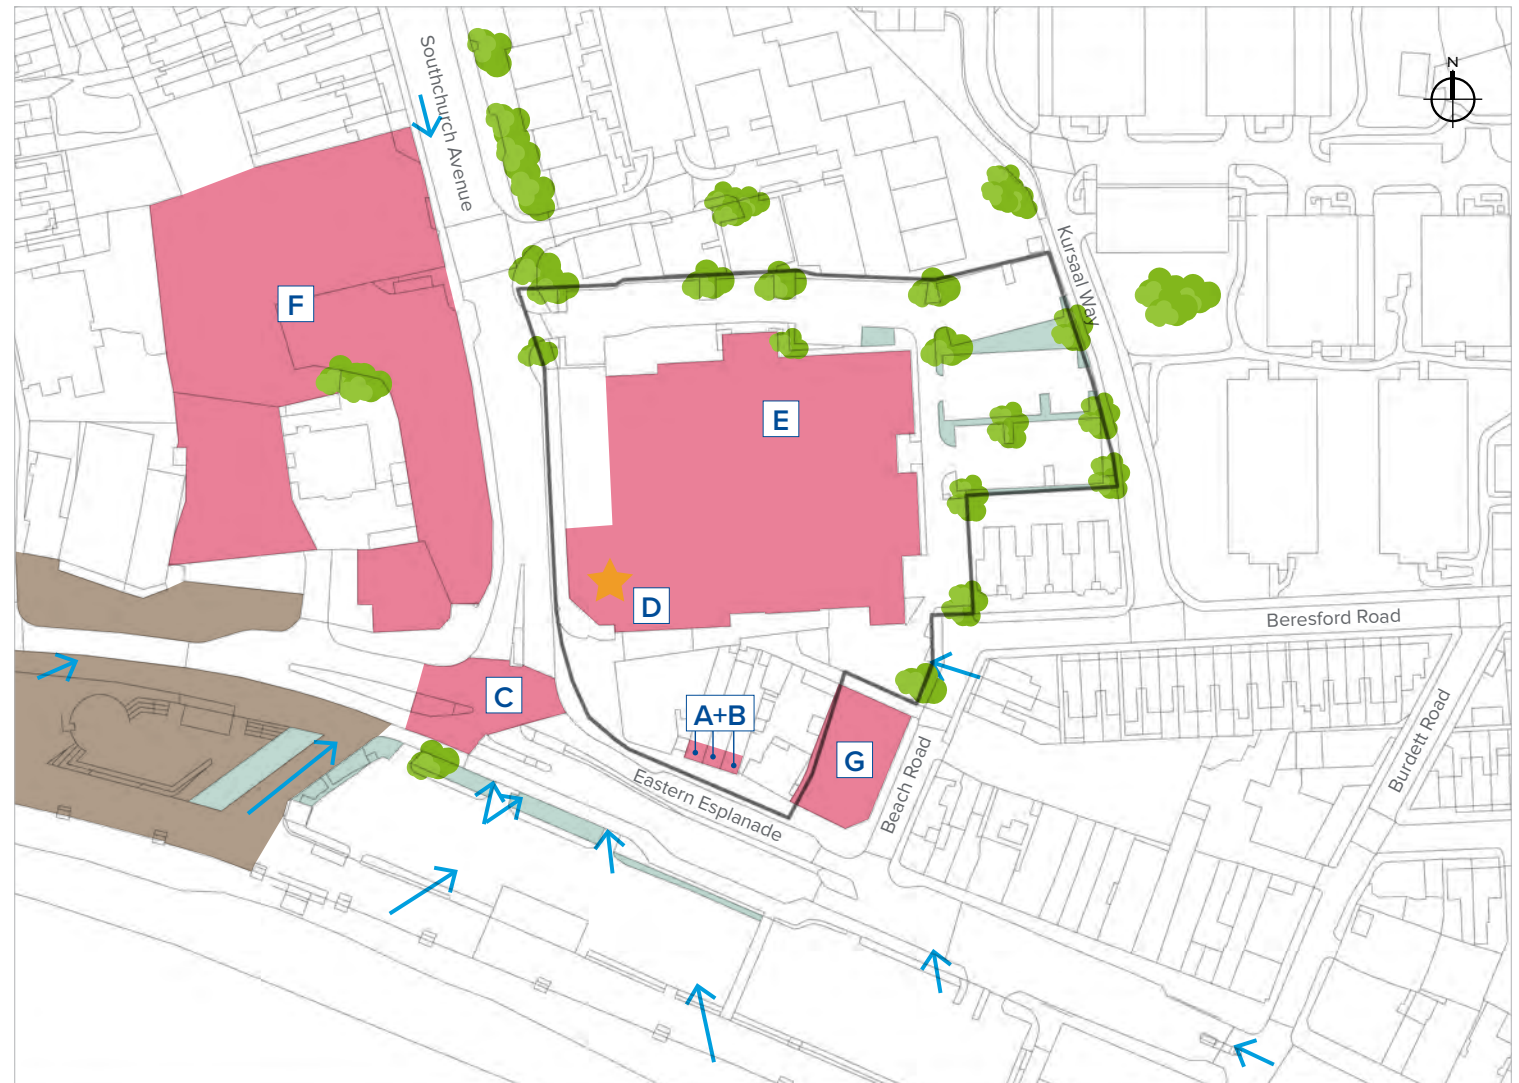 N
Southchurch Avenue
Kursaal Way
F
E
D
Beresford Road
C
A+B
G
Burdett Road
Beach Road
Eastern Esplanade